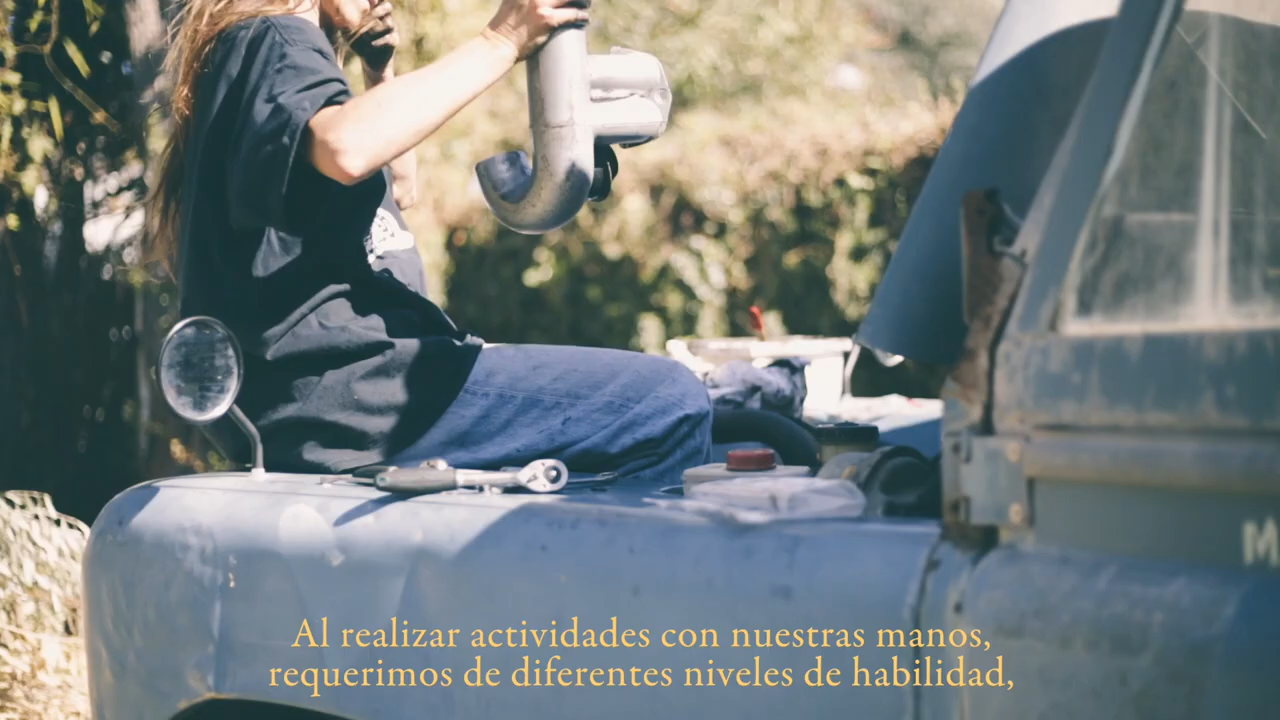 Al realizar actividades con nuestras manos,
requerimos de diferentes niveles de habilidad,
M